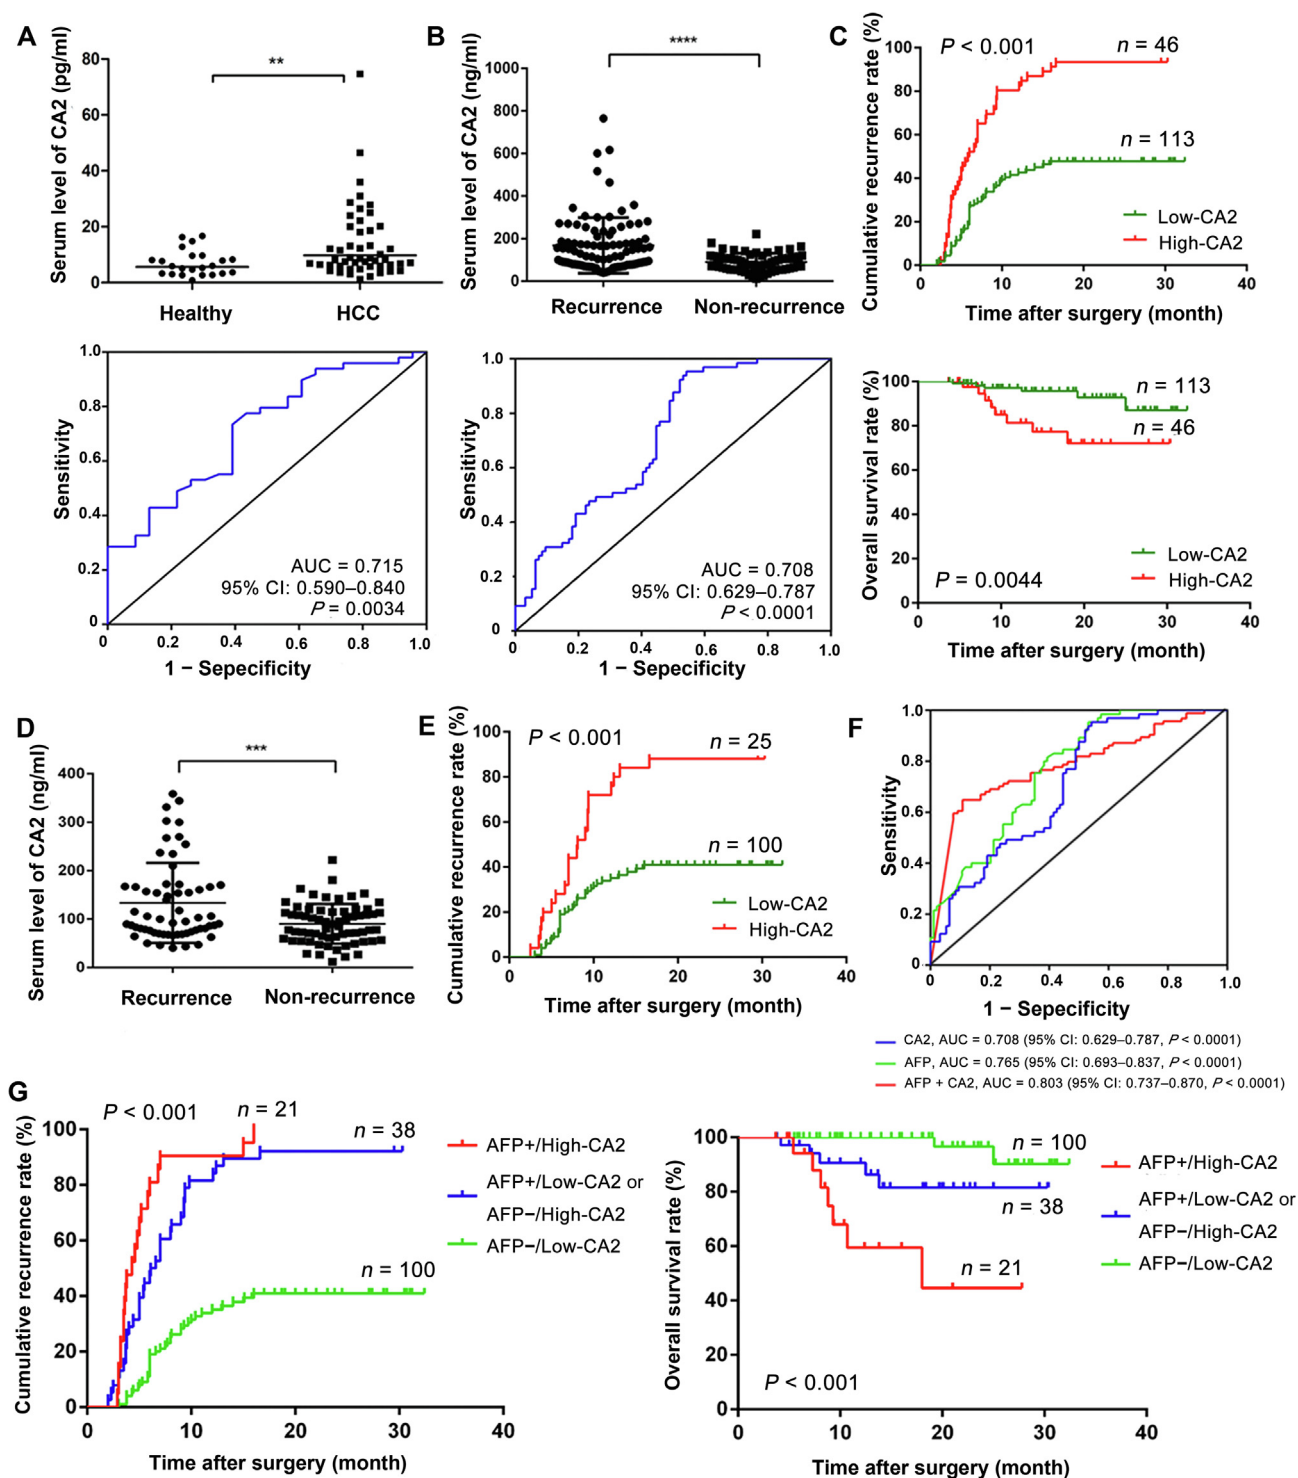 A
Serum level of CA2 (pg/ml)
80
60
40
20
0
**
Healthy
HCC
B
Serum level of CA2 (ng/ml)
1000
800
600
400
200
0
****
Recurrence
Non-recurrence
C
Cumulative recurrence rate (%)
100
80
60
40
20
0
P < 0.001
n = 46
n = 113
Low-CA2
High-CA2
0
10
20
30
40
Time after surgery (month)
Sensitivity
1.0
0.8
0.6
0.4
0.2
0
AUC = 0.715
95% CI: 0.590–0.840
P = 0.0034
0
0.2
0.4
0.6
0.8
1.0
1 − Sepecificity
Sensitivity
1.0
0.8
0.6
0.4
0.2
0
AUC = 0.708
95% CI: 0.629–0.787
P < 0.0001
0
0.2
0.4
0.6
0.8
1.0
1 − Sepecificity
Overall survival rate (%)
100
80
60
40
20
0
n = 113
n = 46
Low-CA2
High-CA2
P = 0.0044
0
10
20
30
40
Time after surgery (month)
D
Serum level of CA2 (ng/ml)
400
300
200
100
0
***
Recurrence
Non-recurrence
E
Cumulative recurrence rate (%)
100
80
60
40
20
0
P < 0.001
n = 25
n = 100
Low-CA2
High-CA2
0
10
20
30
40
Time after surgery (month)
F
Sensitivity
1.0
0.8
0.6
0.4
0.2
0
0
0.2
0.4
0.6
0.8
1.0
1 − Sepecificity
CA2, AUC = 0.708 (95% CI: 0.629–0.787, P < 0.0001)
AFP, AUC = 0.765 (95% CI: 0.693–0.837, P < 0.0001)
AFP + CA2, AUC = 0.803 (95% CI: 0.737–0.870, P < 0.0001)
G
Cumulative recurrence rate (%)
100
80
60
40
20
0
P < 0.001
n = 21
n = 38
n = 100
AFP+/High-CA2
AFP+/Low-CA2 or
AFP−/High-CA2
AFP−/Low-CA2
0
10
20
30
40
Time after surgery (month)
Overall survival rate (%)
100
80
60
40
20
0
n = 100
n = 38
n = 21
P < 0.001
AFP+/High-CA2
AFP+/Low-CA2 or
AFP−/High-CA2
AFP−/Low-CA2
0
10
20
30
40
Time after surgery (month)